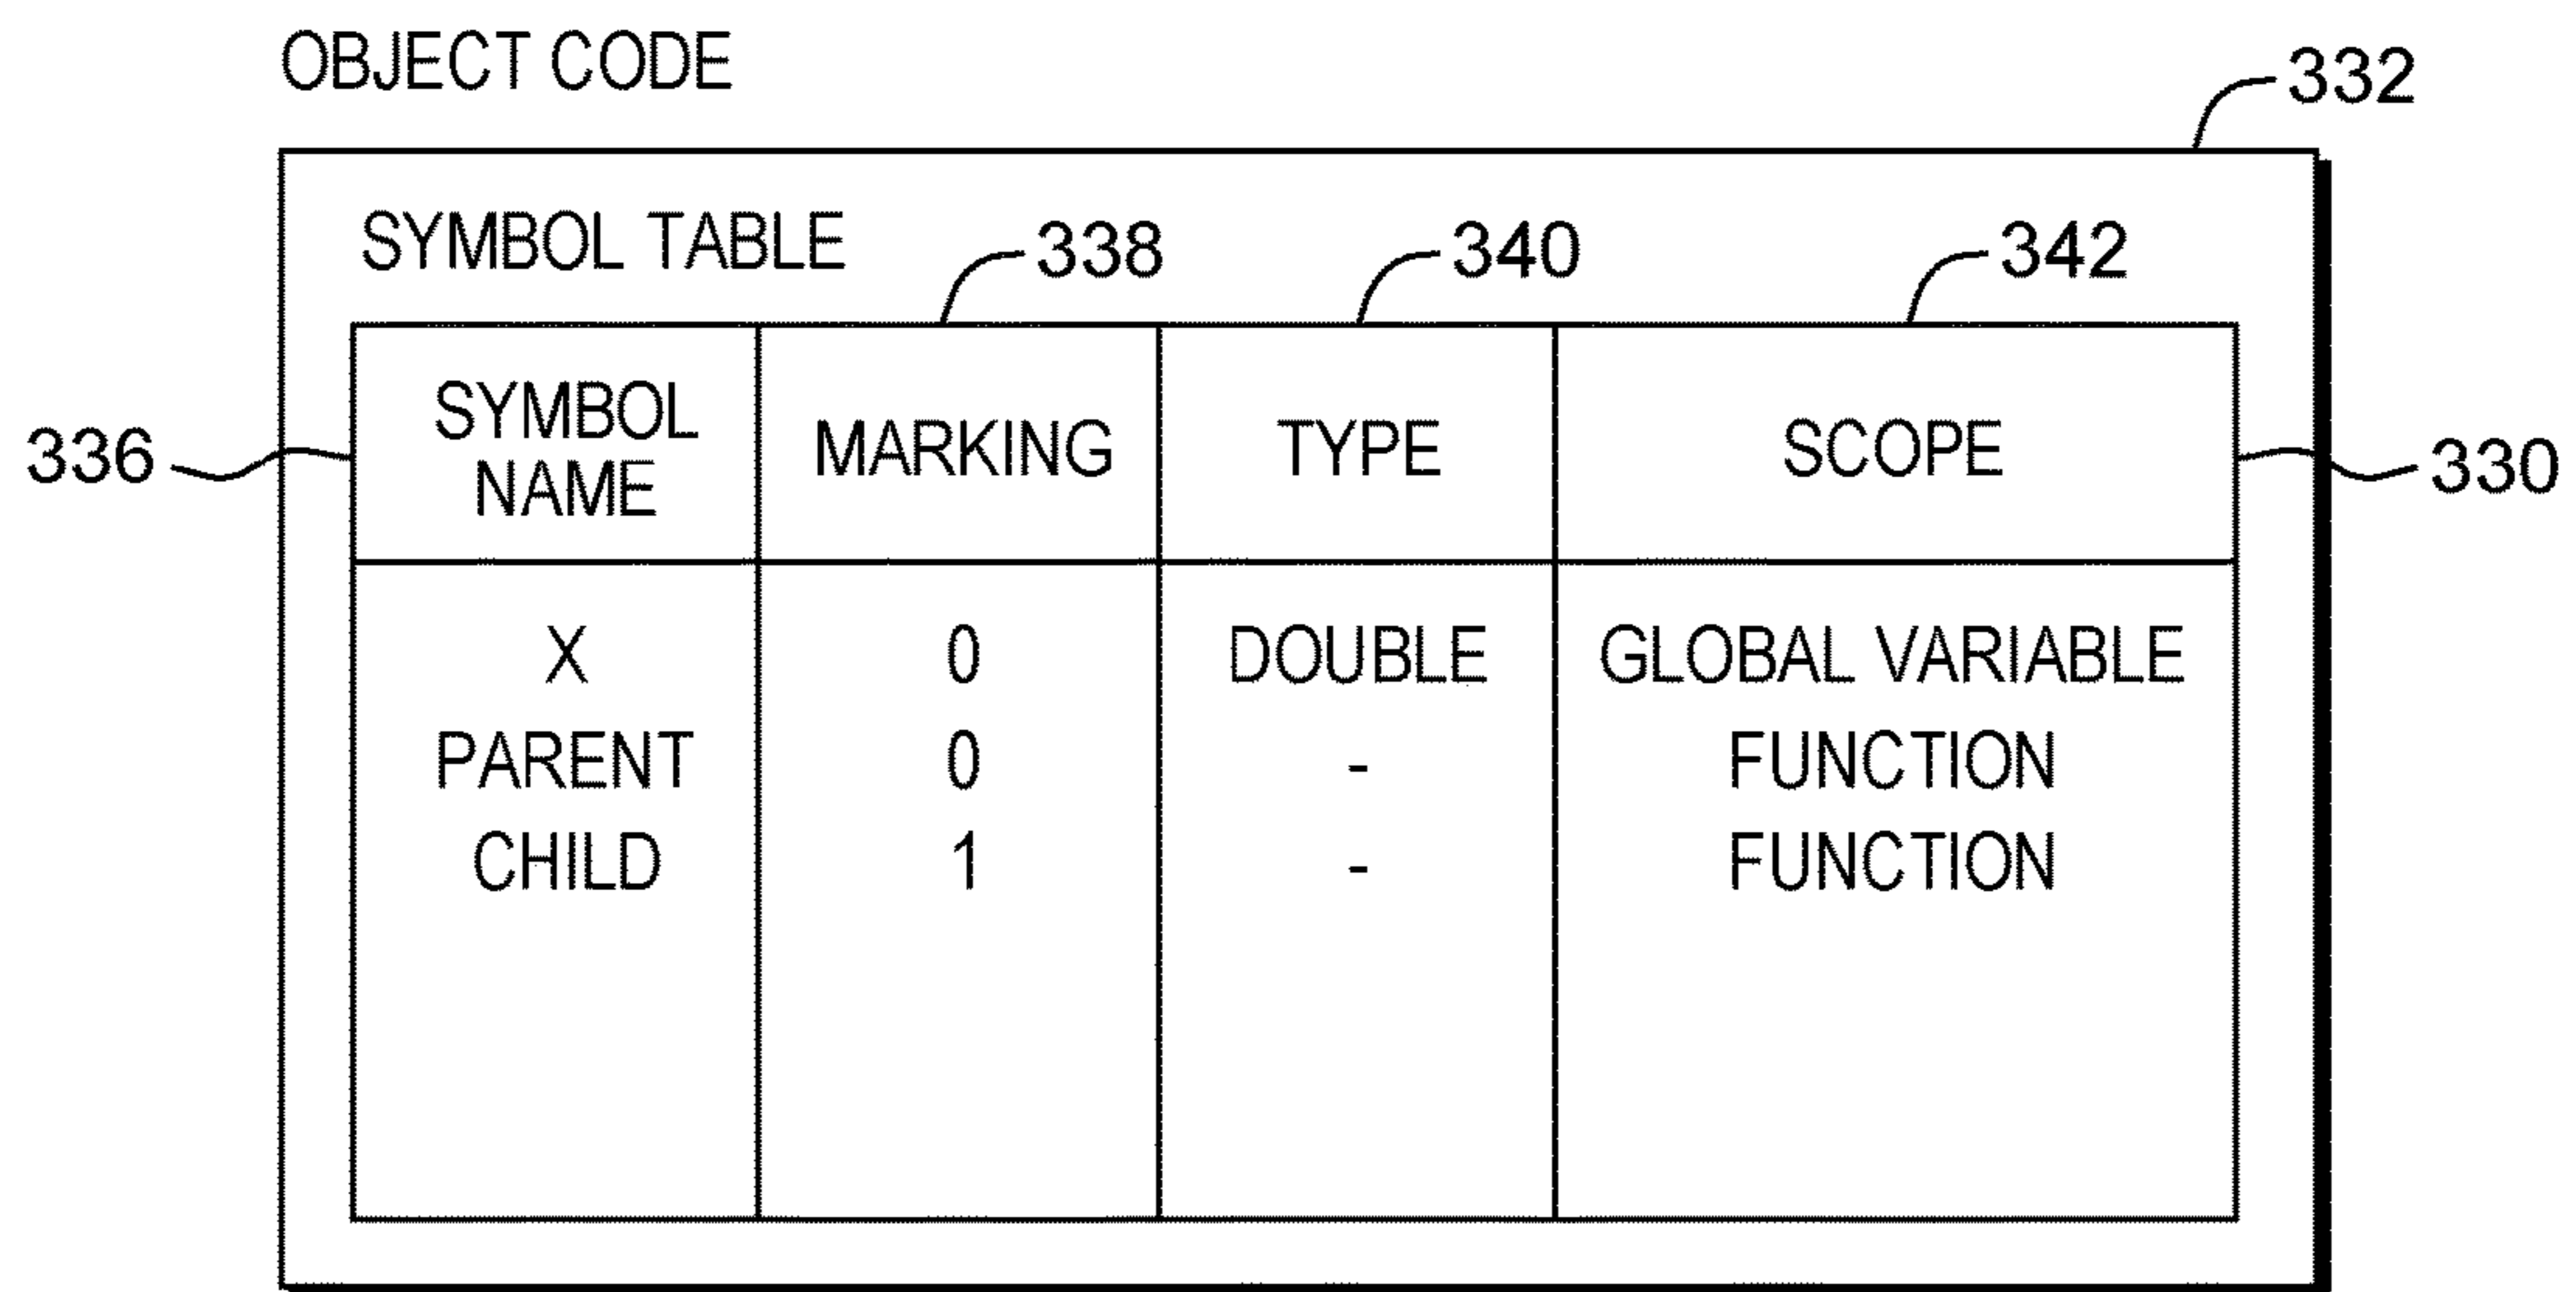 OBJECT CODE
332
SYMBOL TABLE
338
340
342
336
SYMBOL NAME
MARKING
TYPE
SCOPE
330
X 0 DOUBLE GLOBAL VARIABLE
PARENT 0 - FUNCTION
CHILD 1 - FUNCTION